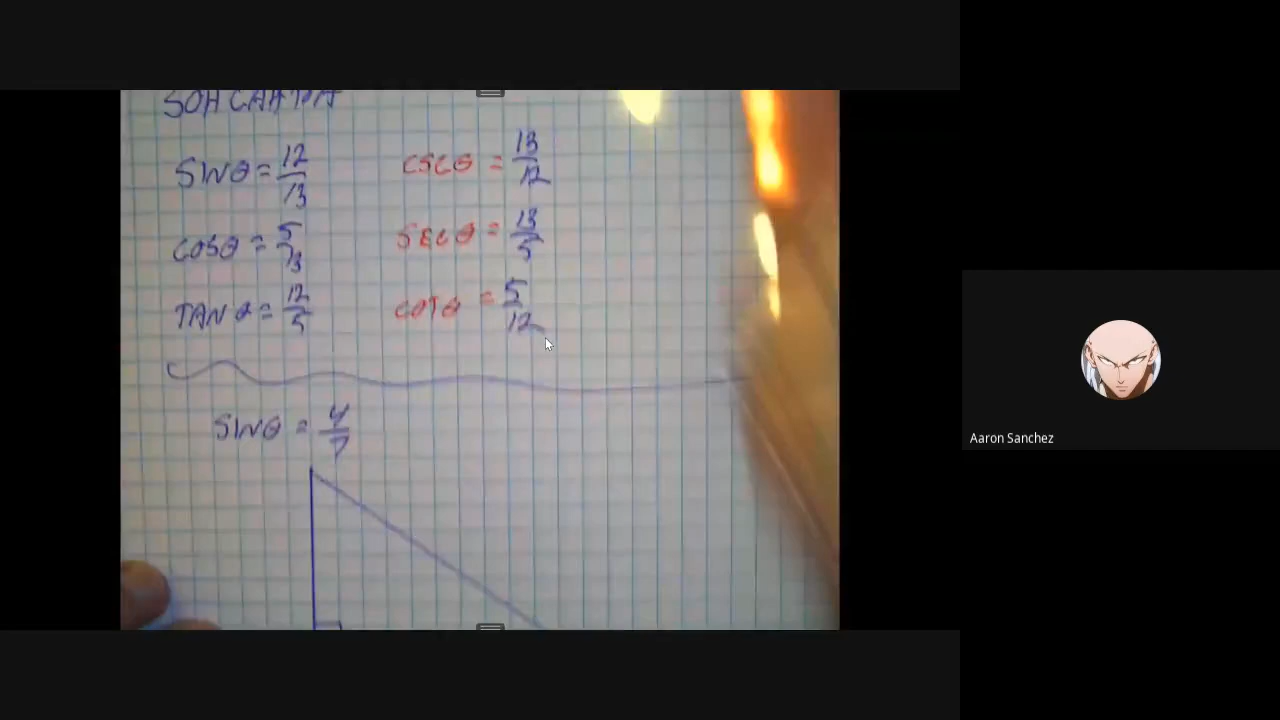 SOH CAH TOA
SINθ = 12/13 CSCθ = 13/12
COSθ = 5/13 SECθ = 13/5
TANθ = 12/5 COTθ = 5/12
SINθ = 4/7
Aaron Sanchez